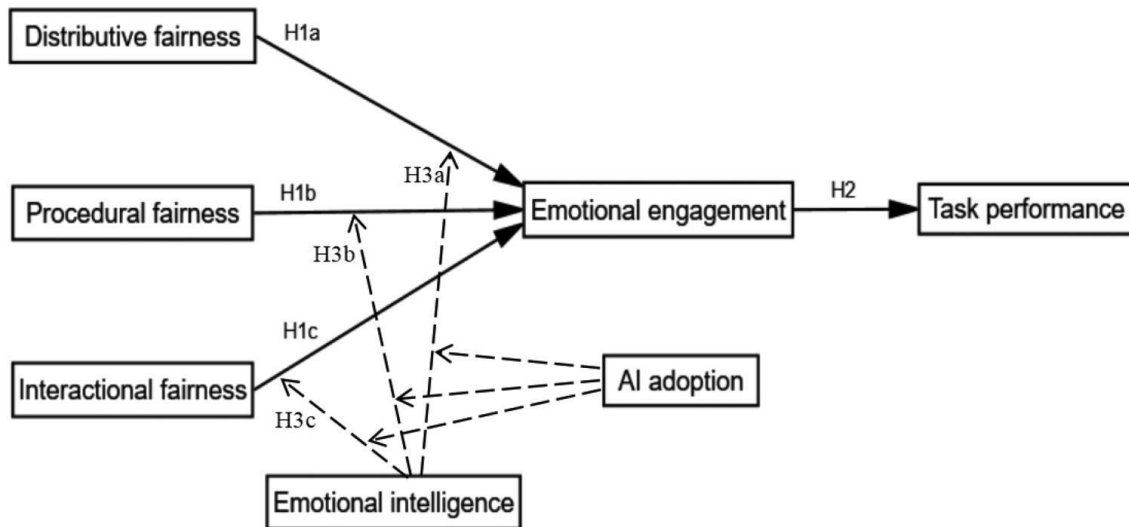 Distributive fairness
H1a
H3a
Procedural fairness
H1b
Emotional engagement
H2
Task performance
H3b
H1c
Interactional fairness
AI adoption
H3c
Emotional intelligence